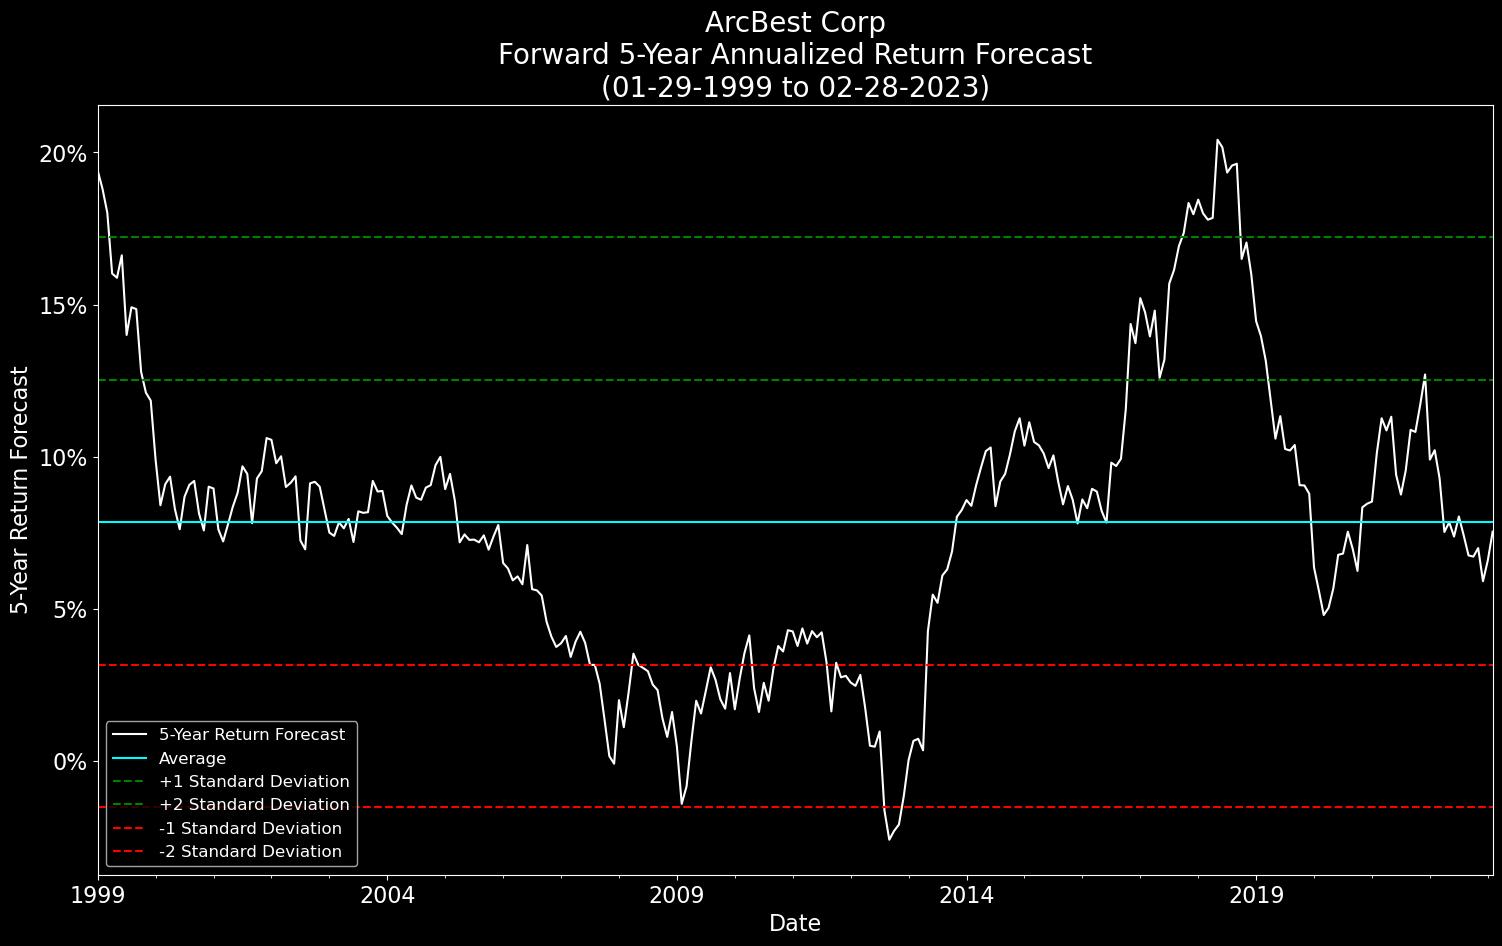 ArcBest Corp
Forward 5-Year Annualized Return Forecast
(01-29-1999 to 02-28-2023)
20%
15%
10%
5%
0%
5-Year Return Forecast
5-Year Return Forecast
Average
+1 Standard Deviation
+2 Standard Deviation
-1 Standard Deviation
-2 Standard Deviation
1999 2004 2009 2014 2019
Date